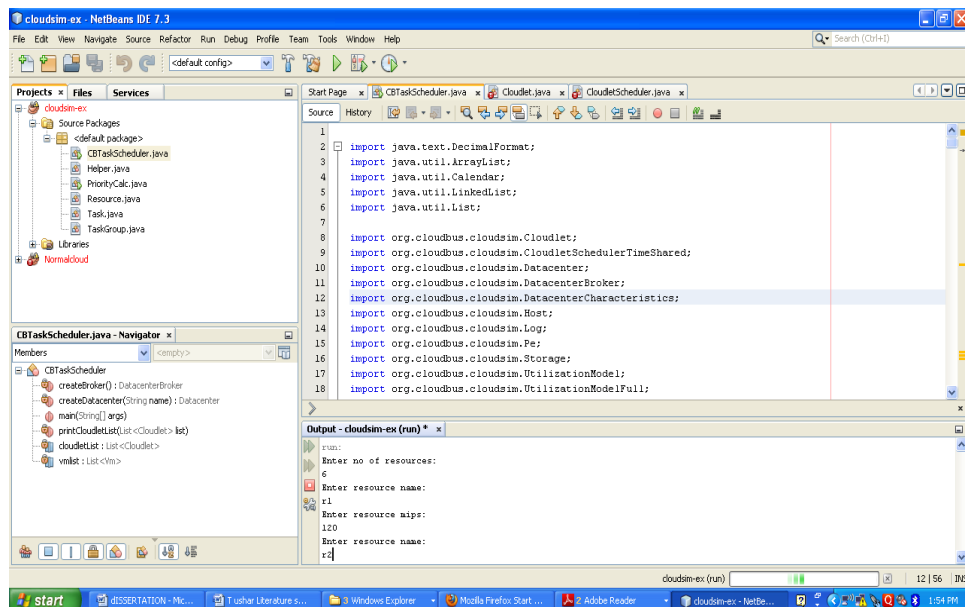 cloudsim-ex - NetBeans IDE 7.3
File Edit View Navigate Source Refactor Run Debug Profile Team Tools Window Help
Search (Ctrl+I)
<default config>
Projects x Files Services
cloudsim-ex
Source Packages
<default package>
CBTaskScheduler.java
Helper.java
PriorityCalc.java
Resource.java
Task.java
TaskGroup.java
Libraries
Normalcloud
CBTaskScheduler.java - Navigator x
Members <empty>
CBTaskScheduler
createBroker() : DatacenterBroker
createDatacenter(String name) : Datacenter
main(String[] args)
printCloudletList(List<Cloudlet> list)
cloudletList : List<Cloudlet>
vmlist : List<Vm>
Start Page x CBTaskScheduler.java x Cloudlet.java x CloudletScheduler.java x
Source History
1
2 import java.text.DecimalFormat;
3 import java.util.ArrayList;
4 import java.util.Calendar;
5 import java.util.LinkedList;
6 import java.util.List;
7
8 import org.cloudbus.cloudsim.Cloudlet;
9 import org.cloudbus.cloudsim.CloudletSchedulerTimeShared;
10 import org.cloudbus.cloudsim.Datacenter;
11 import org.cloudbus.cloudsim.DatacenterBroker;
12 import org.cloudbus.cloudsim.DatacenterCharacteristics;
13 import org.cloudbus.cloudsim.Host;
14 import org.cloudbus.cloudsim.Log;
15 import org.cloudbus.cloudsim.Pe;
16 import org.cloudbus.cloudsim.Storage;
17 import org.cloudbus.cloudsim.UtilizationModel;
18 import org.cloudbus.cloudsim.UtilizationModelFull;
Output - cloudsim-ex (run) * x
run:
Enter no of resources:
6
Enter resource name:
r1
Enter resource mips:
120
Enter resource name:
r2
cloudsim-ex (run) 12 | 56 INS
start dISSERTATION - Mic... Tushar Literature s... 3 Windows Explorer Mozilla Firefox Start ... 2 Adobe Reader cloudsim-ex - NetBe... 1:54 PM